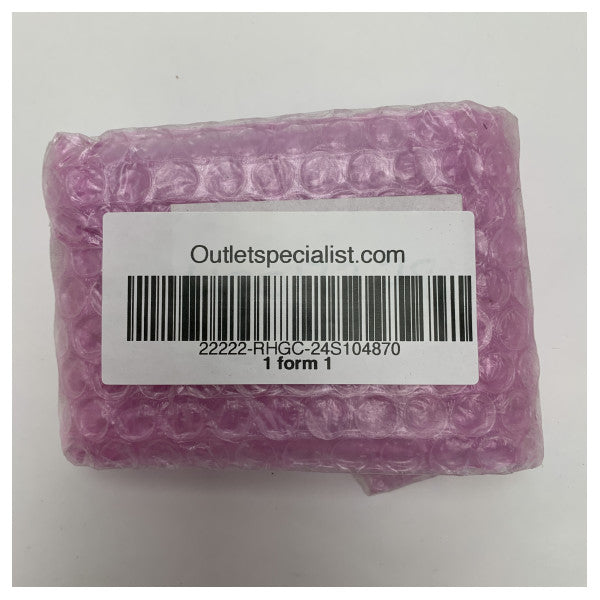 Outletspecialist.com
22222-RHGC-24S104870
1 form 1